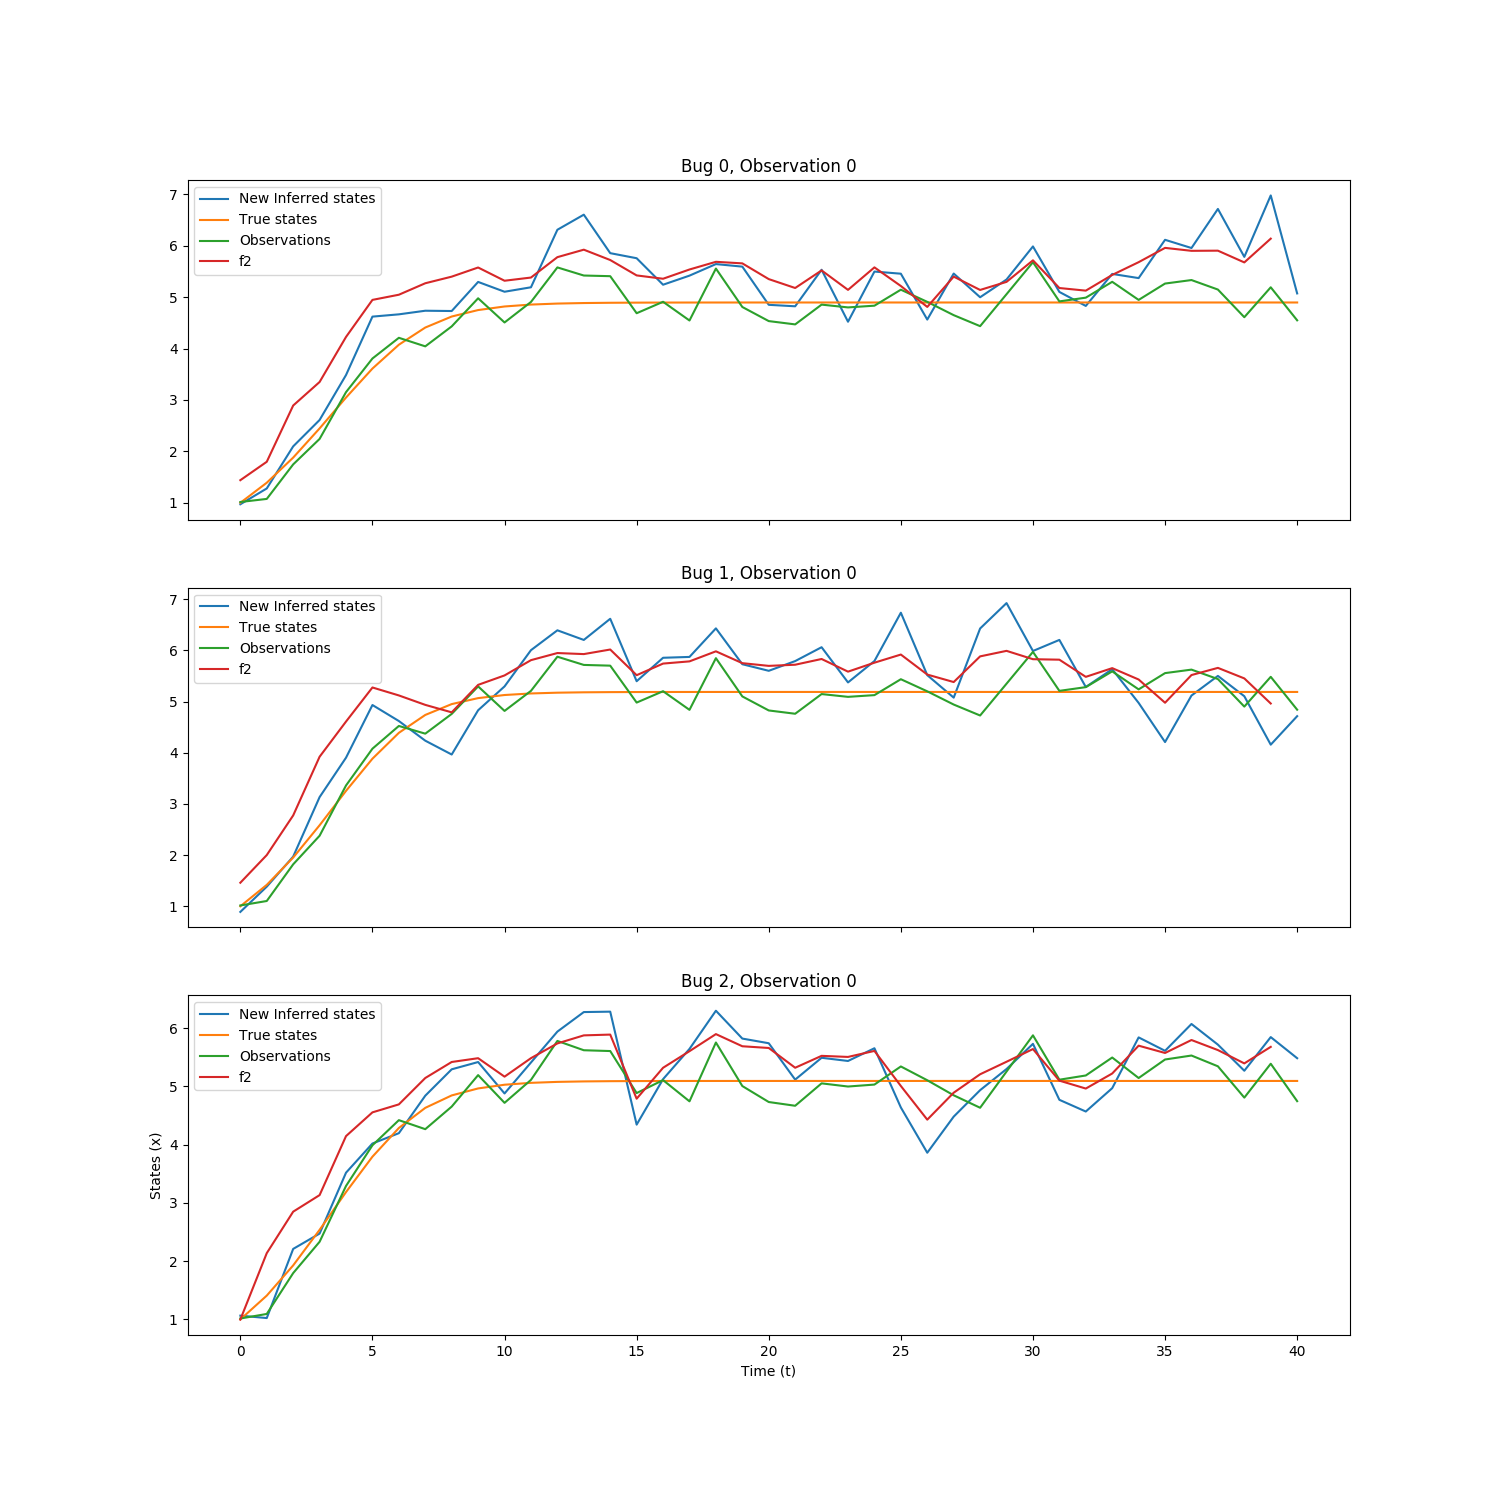 Bug 0, Observation 0
7
6
5
4
3
2
1
New Inferred states
True states
Observations
f2
Bug 1, Observation 0
7
6
5
4
3
2
1
New Inferred states
True states
Observations
f2
Bug 2, Observation 0
6
5
4
3
2
1
States (x)
New Inferred states
True states
Observations
f2
0 5 10 15 20 25 30 35 40
Time (t)